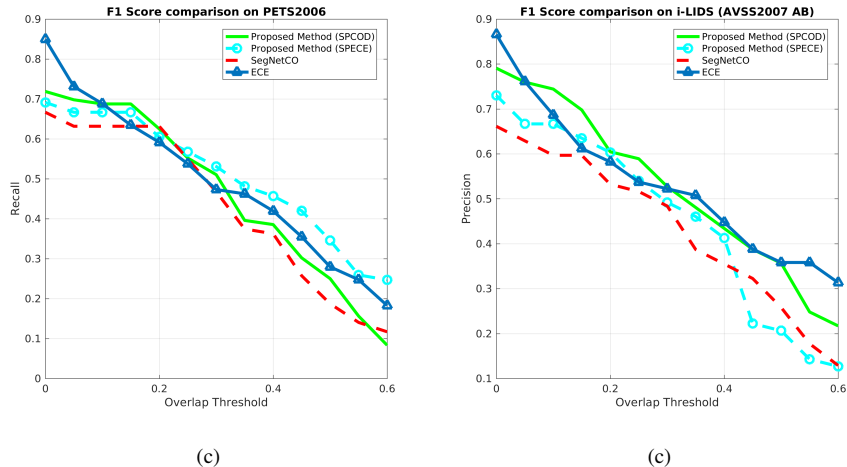 F1 Score comparison on PETS2006
0.9
0.8
0.7
0.6
0.5
0.4
0.3
0.2
0.1
0
Recall
0
0.2
0.4
0.6
Overlap Threshold
Proposed Method (SPCOD)
Proposed Method (SPECE)
SegNetCO
ECE
(c)
F1 Score comparison on i-LIDS (AVSS2007 AB)
0.9
0.8
0.7
0.6
0.5
0.4
0.3
0.2
0.1
Precision
0
0.2
0.4
0.6
Overlap Threshold
Proposed Method (SPCOD)
Proposed Method (SPECE)
SegNetCO
ECE
(c)